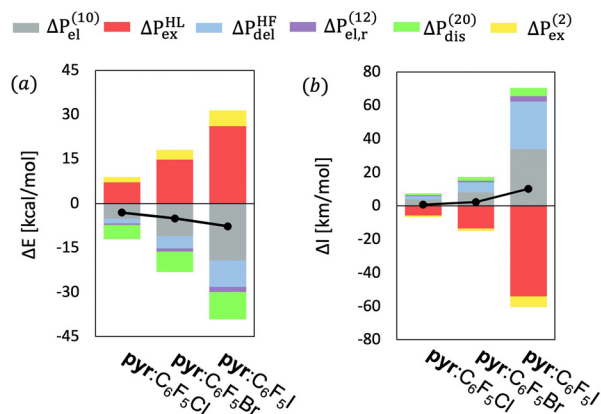 ΔP_el^(10) ΔP_ex^HL ΔP_del^HF ΔP_el,r^(12) ΔP_dis^(20) ΔP_ex^(2)
(a)
ΔE [kcal/mol]
45
30
15
0
-15
-30
-45
pyr:C₆F₅Cl
pyr:C₆F₅Br
pyr:C₆F₅I
(b)
ΔI [km/mol]
80
60
40
20
0
-20
-40
-60
-80
pyr:C₆F₅Cl
pyr:C₆F₅Br
pyr:C₆F₅I